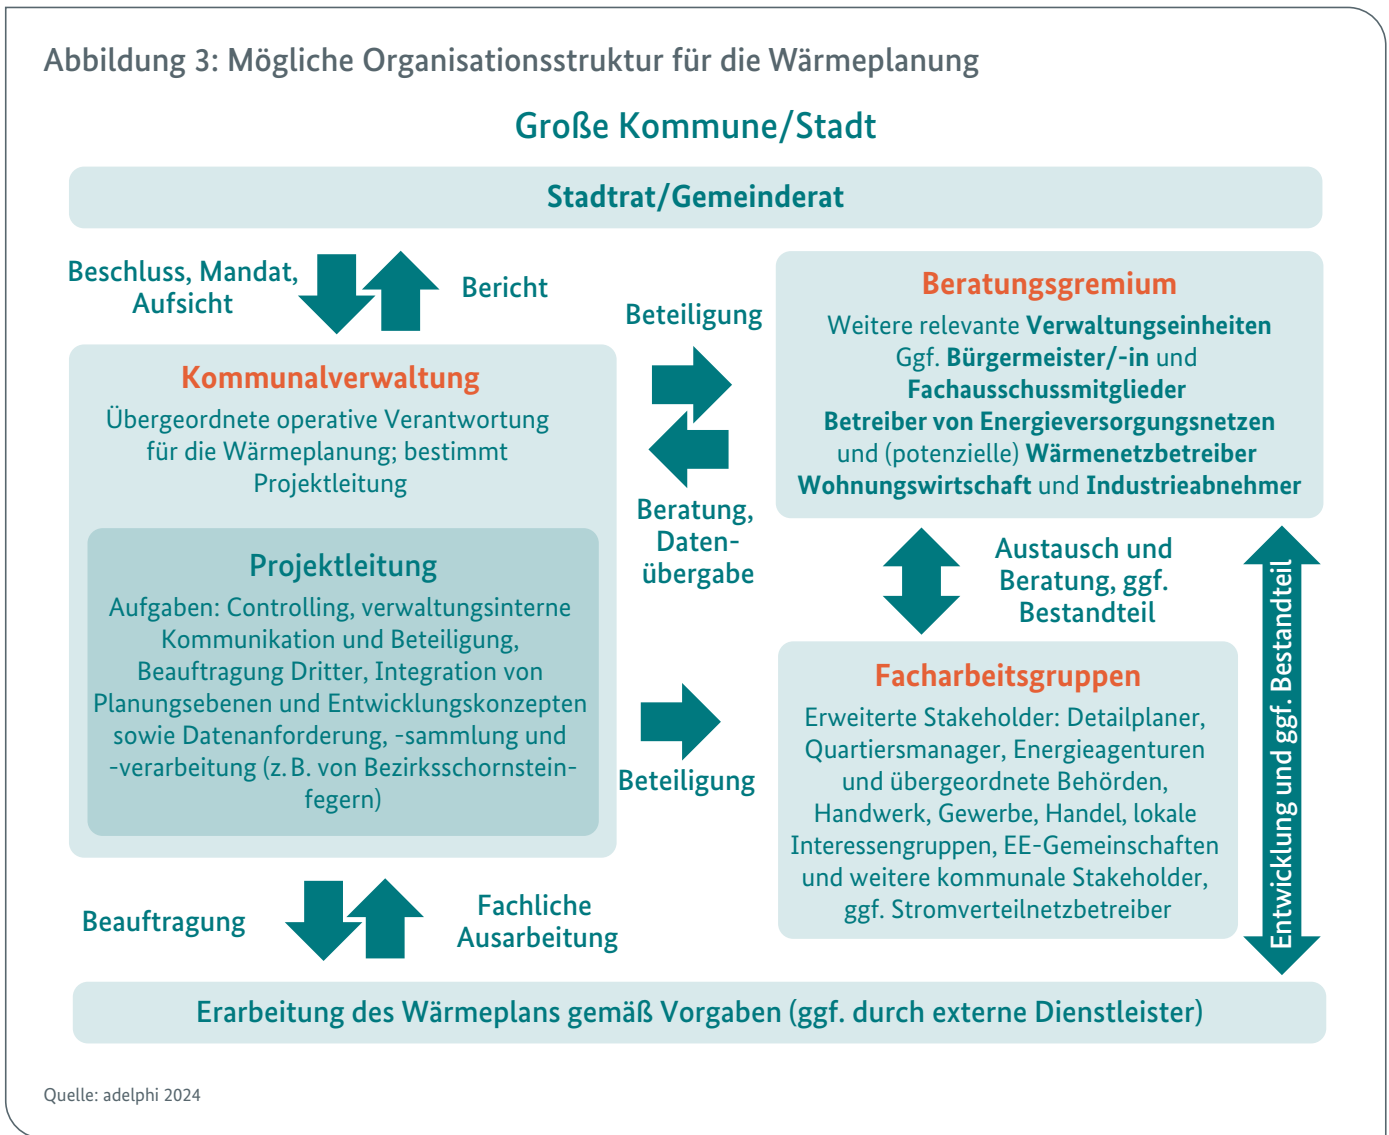 Abbildung 3: Mögliche Organisationsstruktur für die Wärmeplanung
Große Kommune/Stadt
Stadtrat/Gemeinderat
Beschluss, Mandat,
Aufsicht
Bericht
Kommunalverwaltung
Übergeordnete operative Verantwortung
für die Wärmeplanung; bestimmt
Projektleitung
Projektleitung
Aufgaben: Controlling, verwaltungsinterne
Kommunikation und Beteiligung,
Beauftragung Dritter, Integration von
Planungsebenen und Entwicklungskonzepten
sowie Datenanforderung, -sammlung und
-verarbeitung (z. B. von Bezirksschornstein-
fegern)
Beteiligung
Beratung,
Daten-
übergabe
Beteiligung
Beratungsgremium
Weitere relevante Verwaltungseinheiten
Ggf. Bürgermeister/-in und
Fachausschussmitglieder
Betreiber von Energieversorgungsnetzen
und (potenzielle) Wärmenetzbetreiber
Wohnungswirtschaft und Industrieabnehmer
Austausch und
Beratung, ggf.
Bestandteil
Facharbeitsgruppen
Erweiterte Stakeholder: Detailplaner,
Quartiersmanager, Energieagenturen
und übergeordnete Behörden,
Handwerk, Gewerbe, Handel, lokale
Interessengruppen, EE-Gemeinschaften
und weitere kommunale Stakeholder,
ggf. Stromverteilnetzbetreiber
Entwicklung und ggf. Bestandteil
Beauftragung
Fachliche
Ausarbeitung
Erarbeitung des Wärmeplans gemäß Vorgaben (ggf. durch externe Dienstleister)
Quelle: adelphi 2024